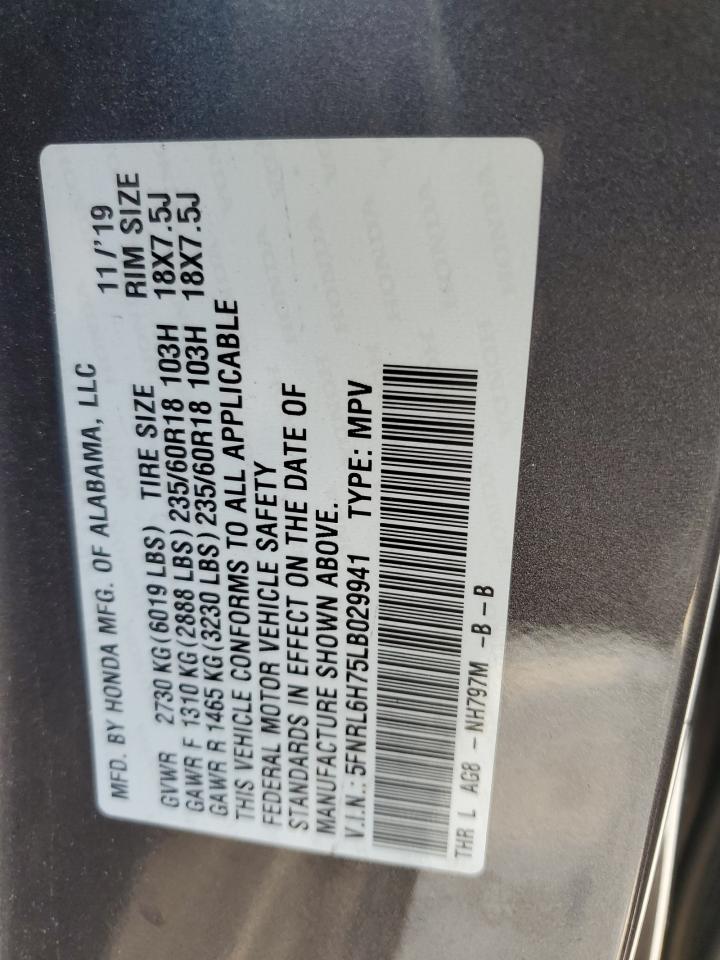 MFD. BY HONDA MFG. OF ALABAMA, LLC 11/'19
GVWR 2730 KG (6019 LBS) TIRE SIZE RIM SIZE
GAWR F 1310 KG (2888 LBS) 235/60R18 103H 18X7.5J
GAWR R 1465 KG (3230 LBS) 235/60R18 103H 18X7.5J
THIS VEHICLE CONFORMS TO ALL APPLICABLE
FEDERAL MOTOR VEHICLE SAFETY
STANDARDS IN EFFECT ON THE DATE OF
MANUFACTURE SHOWN ABOVE.
V.I.N.: 5FNRL6H75LB029941 TYPE: MPV
THR L AG8 - NH797M -B-B
HONDA